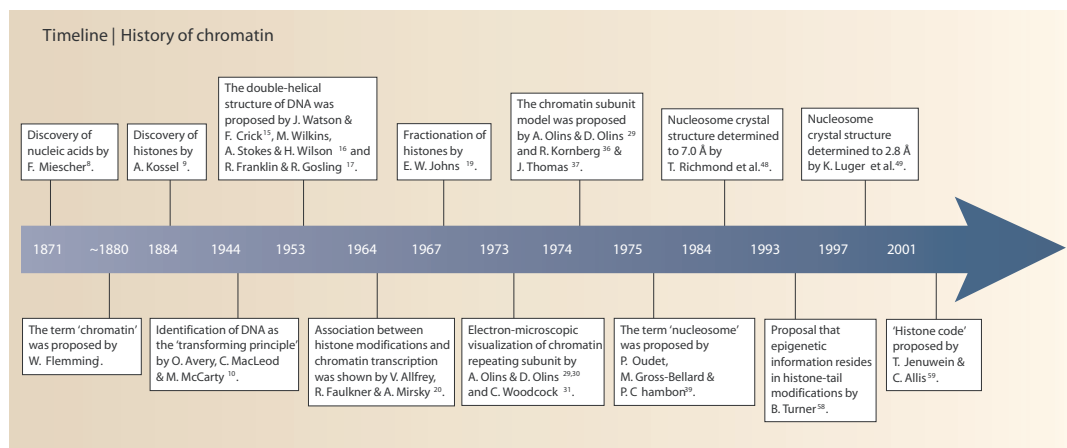 Timeline | History of chromatin
Discovery of
nucleic acids by
F. Miescher8.
Discovery of
histones by
A. Kossel 9.
The double-helical
structure of DNA was
proposed by J. Watson &
F. Crick15, M. Wilkins,
A. Stokes & H. Wilson 16 and
R. Franklin & R. Gosling 17.
Fractionation of
histones by
E. W. Johns 19.
The chromatin subunit
model was proposed
by A. Olins & D. Olins 29
and R. Kornberg 36 &
J. Thomas 37.
Nucleosome crystal
structure determined
to 7.0 Å by
T. Richmond et al.48.
Nucleosome
crystal structure
determined to 2.8 Å
by K. Luger et al.49.
1871 ~1880 1884 1944 1953 1964 1967 1973 1974 1975 1984 1993 1997 2001
The term 'chromatin'
was proposed by
W. Flemming.
Identification of DNA as
the 'transforming principle'
by O. Avery, C. MacLeod
& M. McCarty 10.
Association between
histone modifications and
chromatin transcription
was shown by V. Allfrey,
R. Faulkner & A. Mirsky 20.
Electron-microscopic
visualization of chromatin
repeating subunit by
A. Olins & D. Olins 29,30
and C. Woodcock 31.
The term 'nucleosome'
was proposed by
P. Oudet,
M. Gross-Bellard &
P. C hambon39.
Proposal that
epigenetic
information resides
in histone-tail
modifications by
B. Turner58.
'Histone code'
proposed by
T. Jenuwein &
C. Allis59.